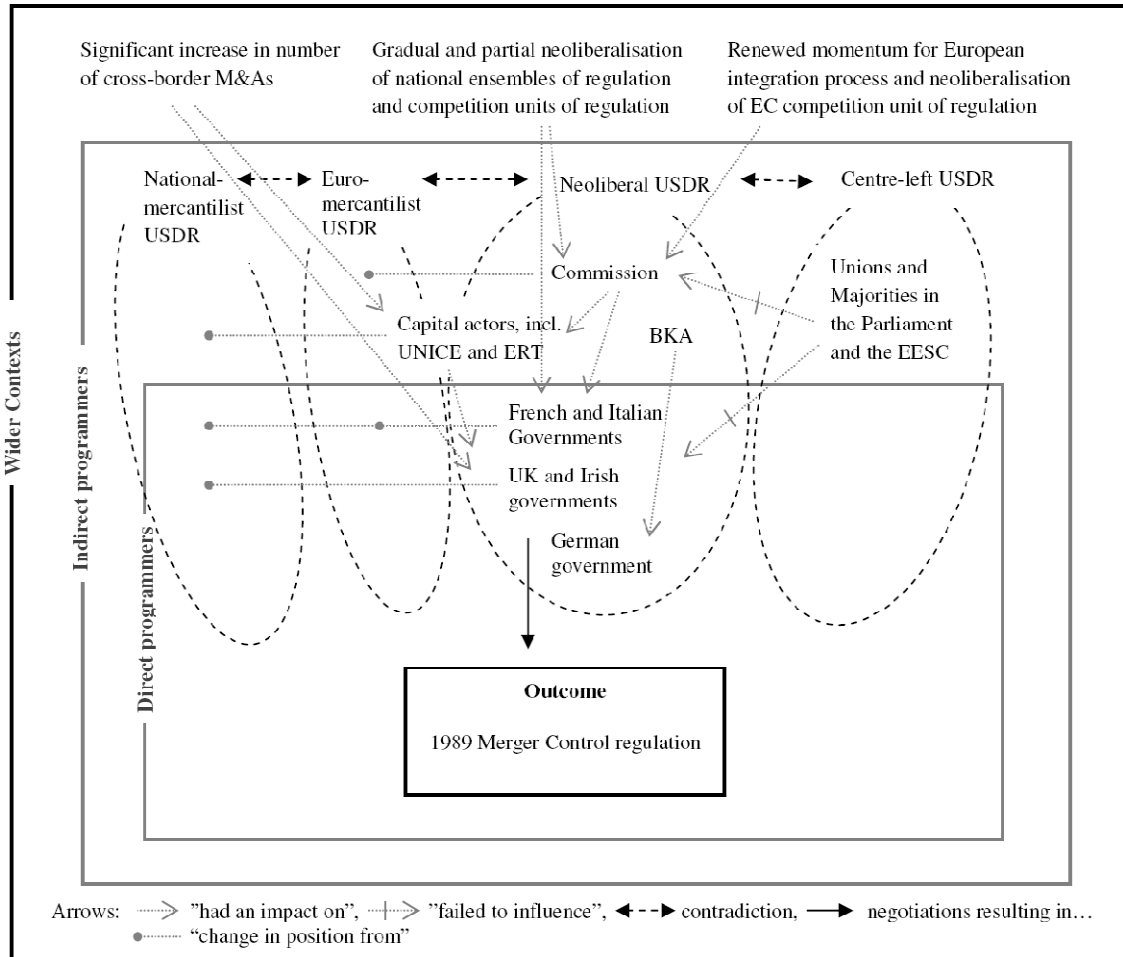 Significant increase in number
of cross-border M&As
Gradual and partial neoliberalisation
of national ensembles of regulation
and competition units of regulation
Renewed momentum for European
integration process and neoliberalisation
of EC competition unit of regulation
National-
mercantilist
USDR
Euro-
mercantilist
USDR
Neoliberal USDR
Centre-left USDR
Commission
Unions and
Majorities in
the Parliament
and the EESC
Capital actors, incl.
UNICE and ERT
BKA
French and Italian
Governments
UK and Irish
governments
German
government
Outcome
1989 Merger Control regulation
Wider Contexts
Indirect programmers
Direct programmers
Arrows: ”had an impact on”, ”failed to influence”, contradiction, negotiations resulting in…
“change in position from”